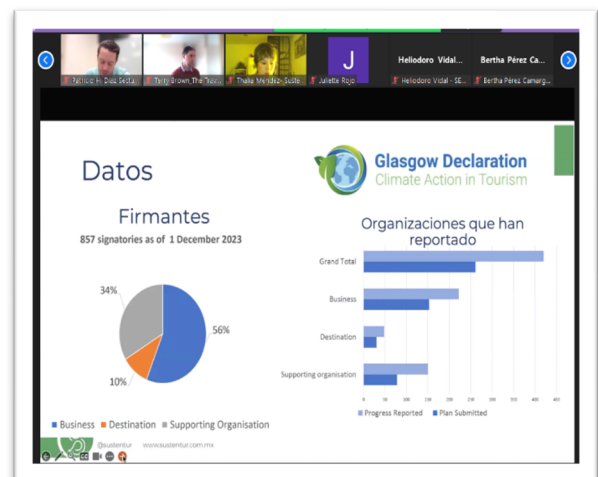 J
Heliodoro Vidal...
Bertha Pérez Ca...
Patricio H. Díaz Secta...
Terry Brown_The Trav...
Thalia Méndez- Suste...
Juliette Rojo
Heliodoro Vidal - SE...
Bertha Pérez Camarg...
Datos
Glasgow Declaration
Climate Action in Tourism
Firmantes
857 signatories as of 1 December 2023
34%
56%
10%
Business
Destination
Supporting Organisation
Organizaciones que han
reportado
Grand Total
Business
Destination
Supporting organisation
0 50 100 150 200 250 300 350 400 450
Progress Reported
Plan Submitted
@sustentur www.sustentur.com.mx